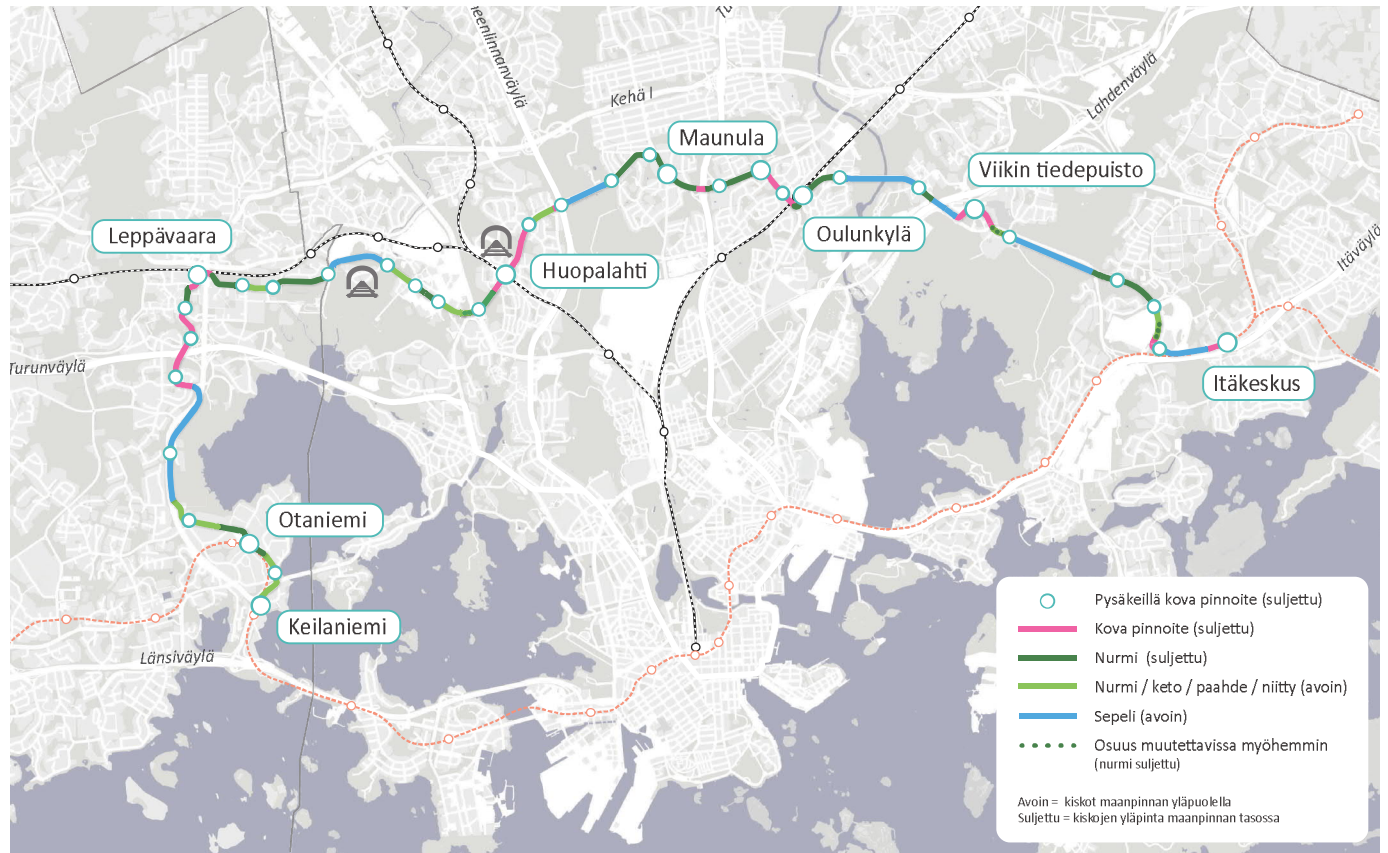 Kehä I
Lahdenväylä
Maunula
Viikin tiedepuisto
Leppävaara
Oulunkylä
Itäväylä
Huopalahti
Turunväylä
Itäkeskus
Otaniemi
Keilaniemi
Länsiväylä
Pysäkeillä kova pinnoite (suljettu)
Kova pinnoite (suljettu)
Nurmi (suljettu)
Nurmi / keto / paahde / niitty (avoin)
Sepeli (avoin)
Osuus muutettavissa myöhemmin
(nurmi suljettu)
Avoin = kiskot maanpinnan yläpuolella
Suljettu = kiskojen yläpinta maanpinnan tasossa